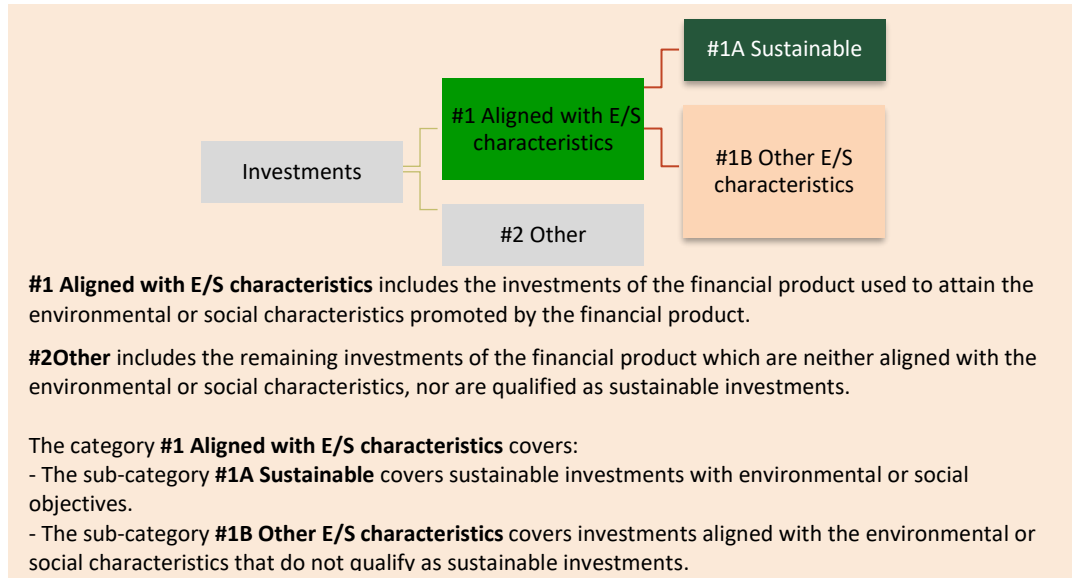 #1A Sustainable
#1 Aligned with E/S
characteristics
#1B Other E/S
characteristics
Investments
#2 Other
#1 Aligned with E/S characteristics includes the investments of the financial product used to attain the
environmental or social characteristics promoted by the financial product.
#2Other includes the remaining investments of the financial product which are neither aligned with the
environmental or social characteristics, nor are qualified as sustainable investments.
The category #1 Aligned with E/S characteristics covers:
- The sub-category #1A Sustainable covers sustainable investments with environmental or social
objectives.
- The sub-category #1B Other E/S characteristics covers investments aligned with the environmental or
social characteristics that do not qualify as sustainable investments.